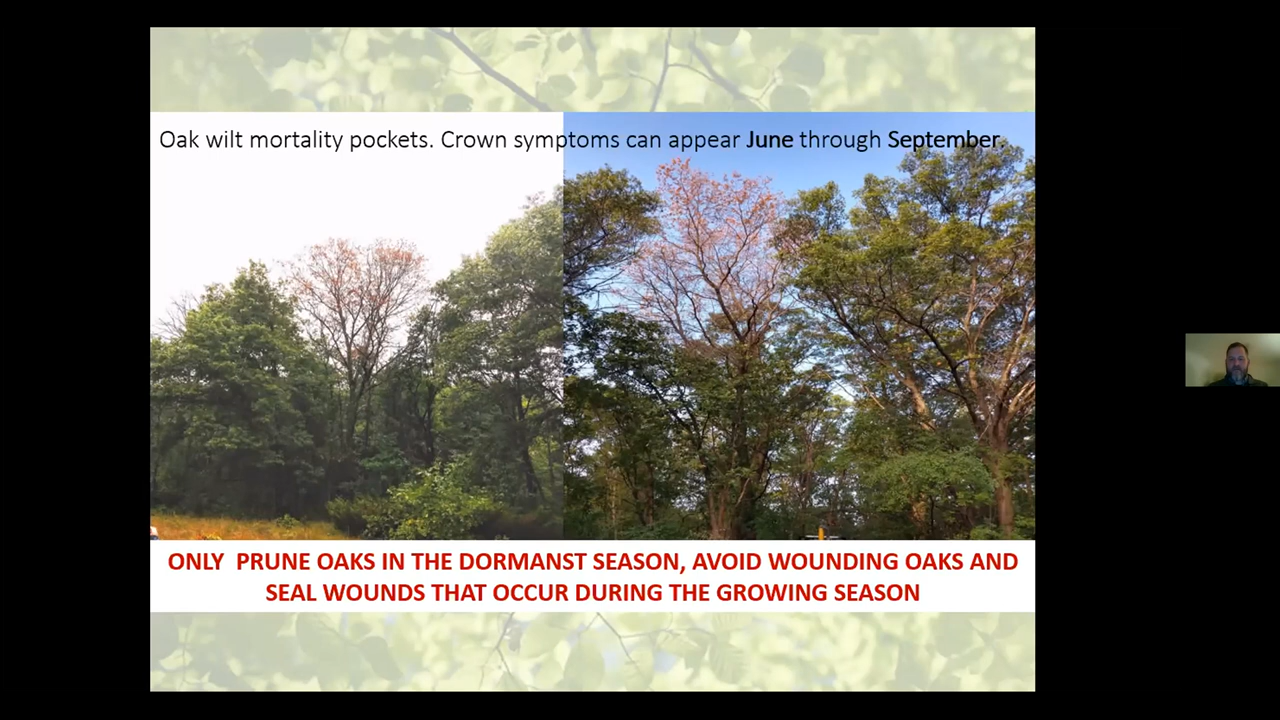 Oak wilt mortality pockets. Crown symptoms can appear June through September.
ONLY PRUNE OAKS IN THE DORMANST SEASON, AVOID WOUNDING OAKS AND
SEAL WOUNDS THAT OCCUR DURING THE GROWING SEASON